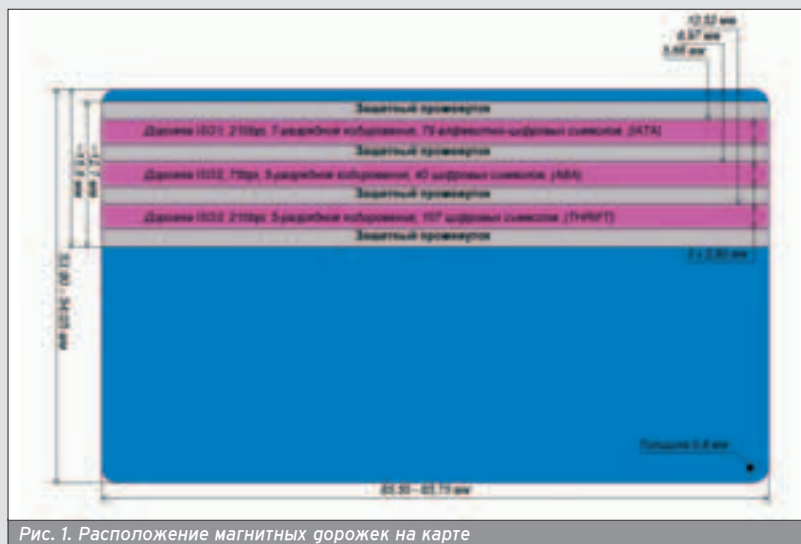 12,52 мм
8,97 мм
5,66 мм
Защитный промежуток
Дорожка ISO1, 210bpi, 7-разрядное кодирование, 79 алфавитно-цифровых символов (IATA)
Защитный промежуток
Дорожка ISO2, 75bpi, 5-разрядное кодирование, 40 цифровых символов (ABA)
Защитный промежуток
Дорожка ISO3, 210bpi, 5-разрядное кодирование, 107 цифровых символов (THRIFT)
Защитный промежуток
Толщина мм
мм
Рис. 1. Расположение магнитных дорожек на карте